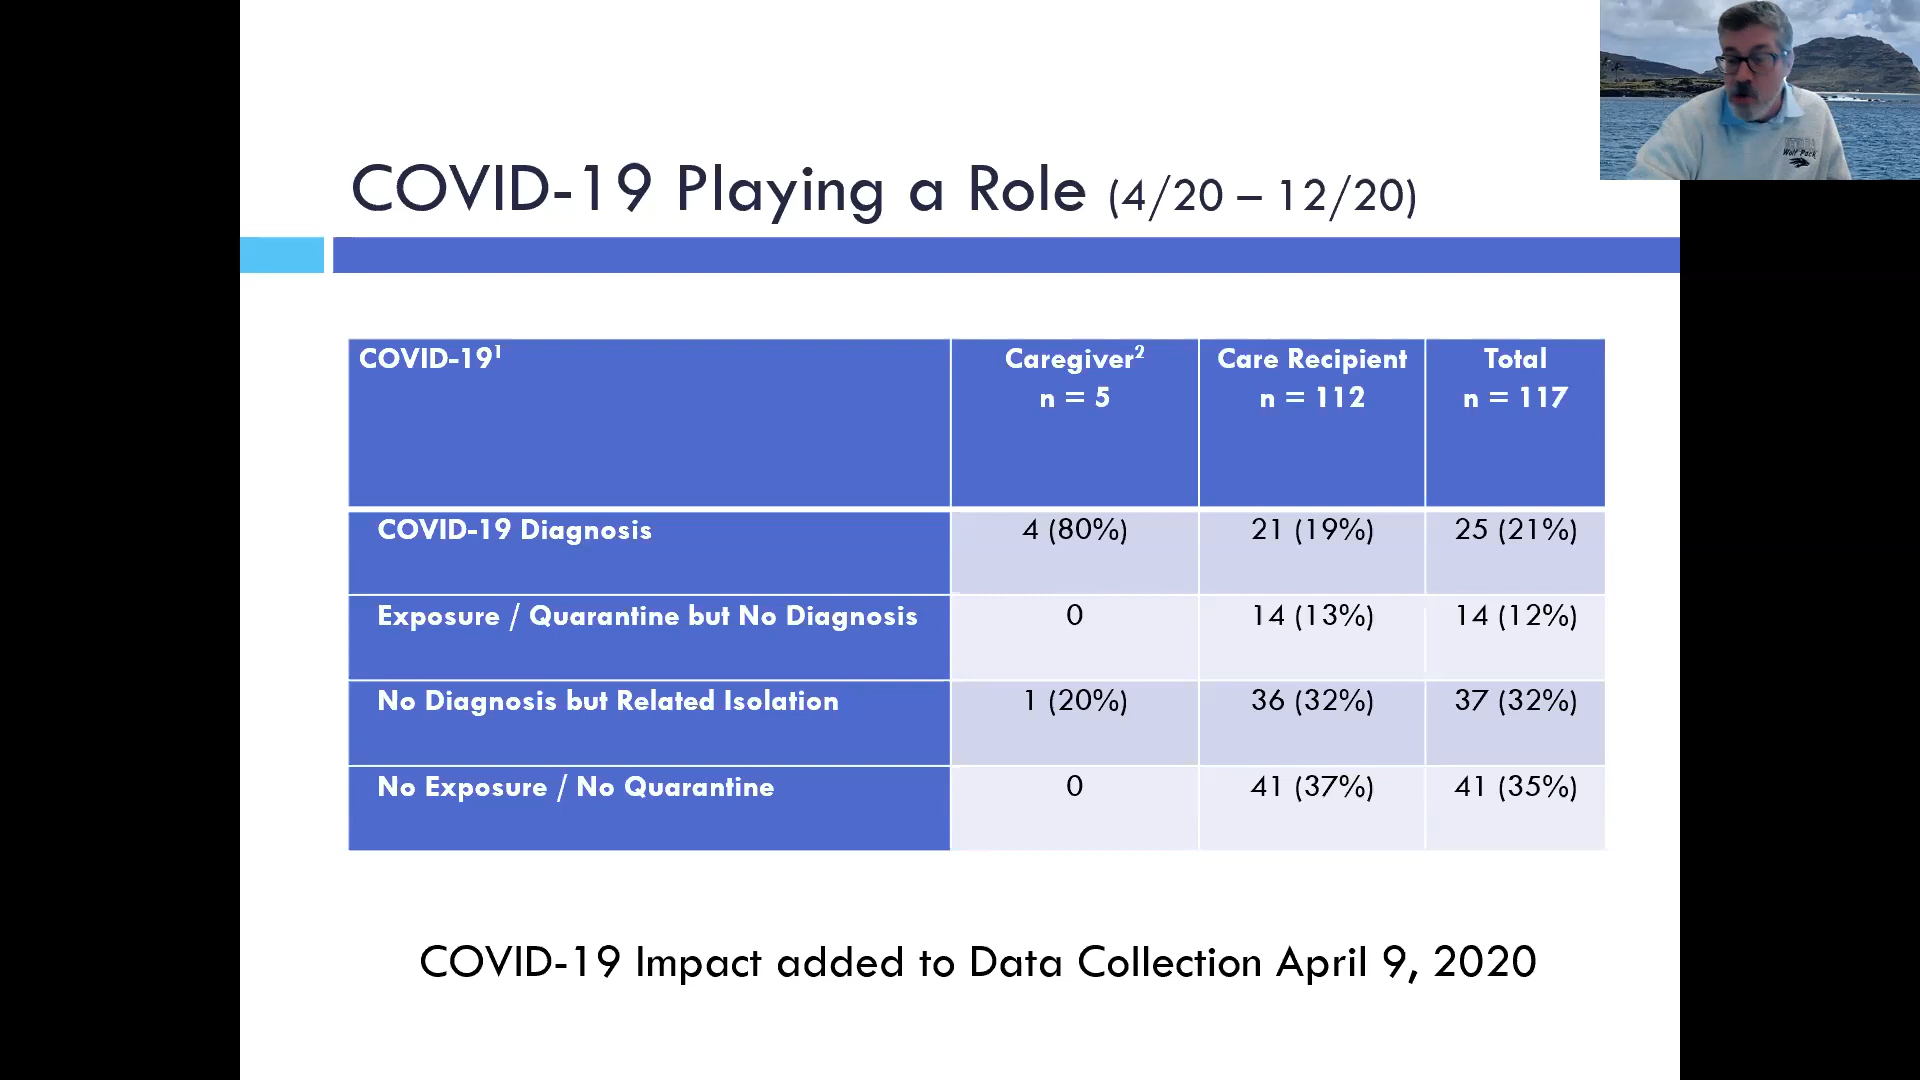 COVID-19 Playing a Role (4/20 – 12/20)
COVID-19¹ Caregiver² Care Recipient Total
n = 5 n = 112 n = 117
COVID-19 Diagnosis 4 (80%) 21 (19%) 25 (21%)
Exposure / Quarantine but No Diagnosis 0 14 (13%) 14 (12%)
No Diagnosis but Related Isolation 1 (20%) 36 (32%) 37 (32%)
No Exposure / No Quarantine 0 41 (37%) 41 (35%)
COVID-19 Impact added to Data Collection April 9, 2020
Wolf Pack